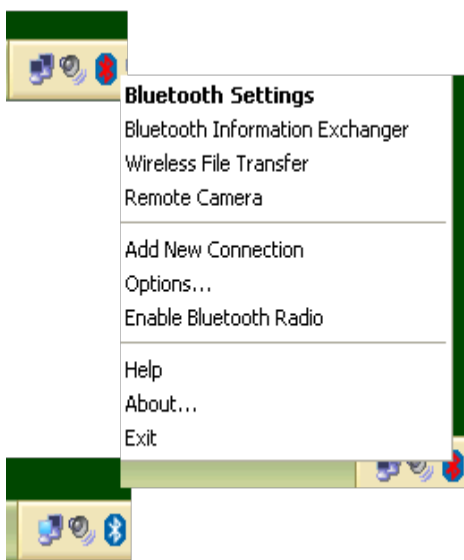 Bluetooth Settings
Bluetooth Information Exchanger
Wireless File Transfer
Remote Camera
Add New Connection
Options...
Enable Bluetooth Radio
Help
About...
Exit